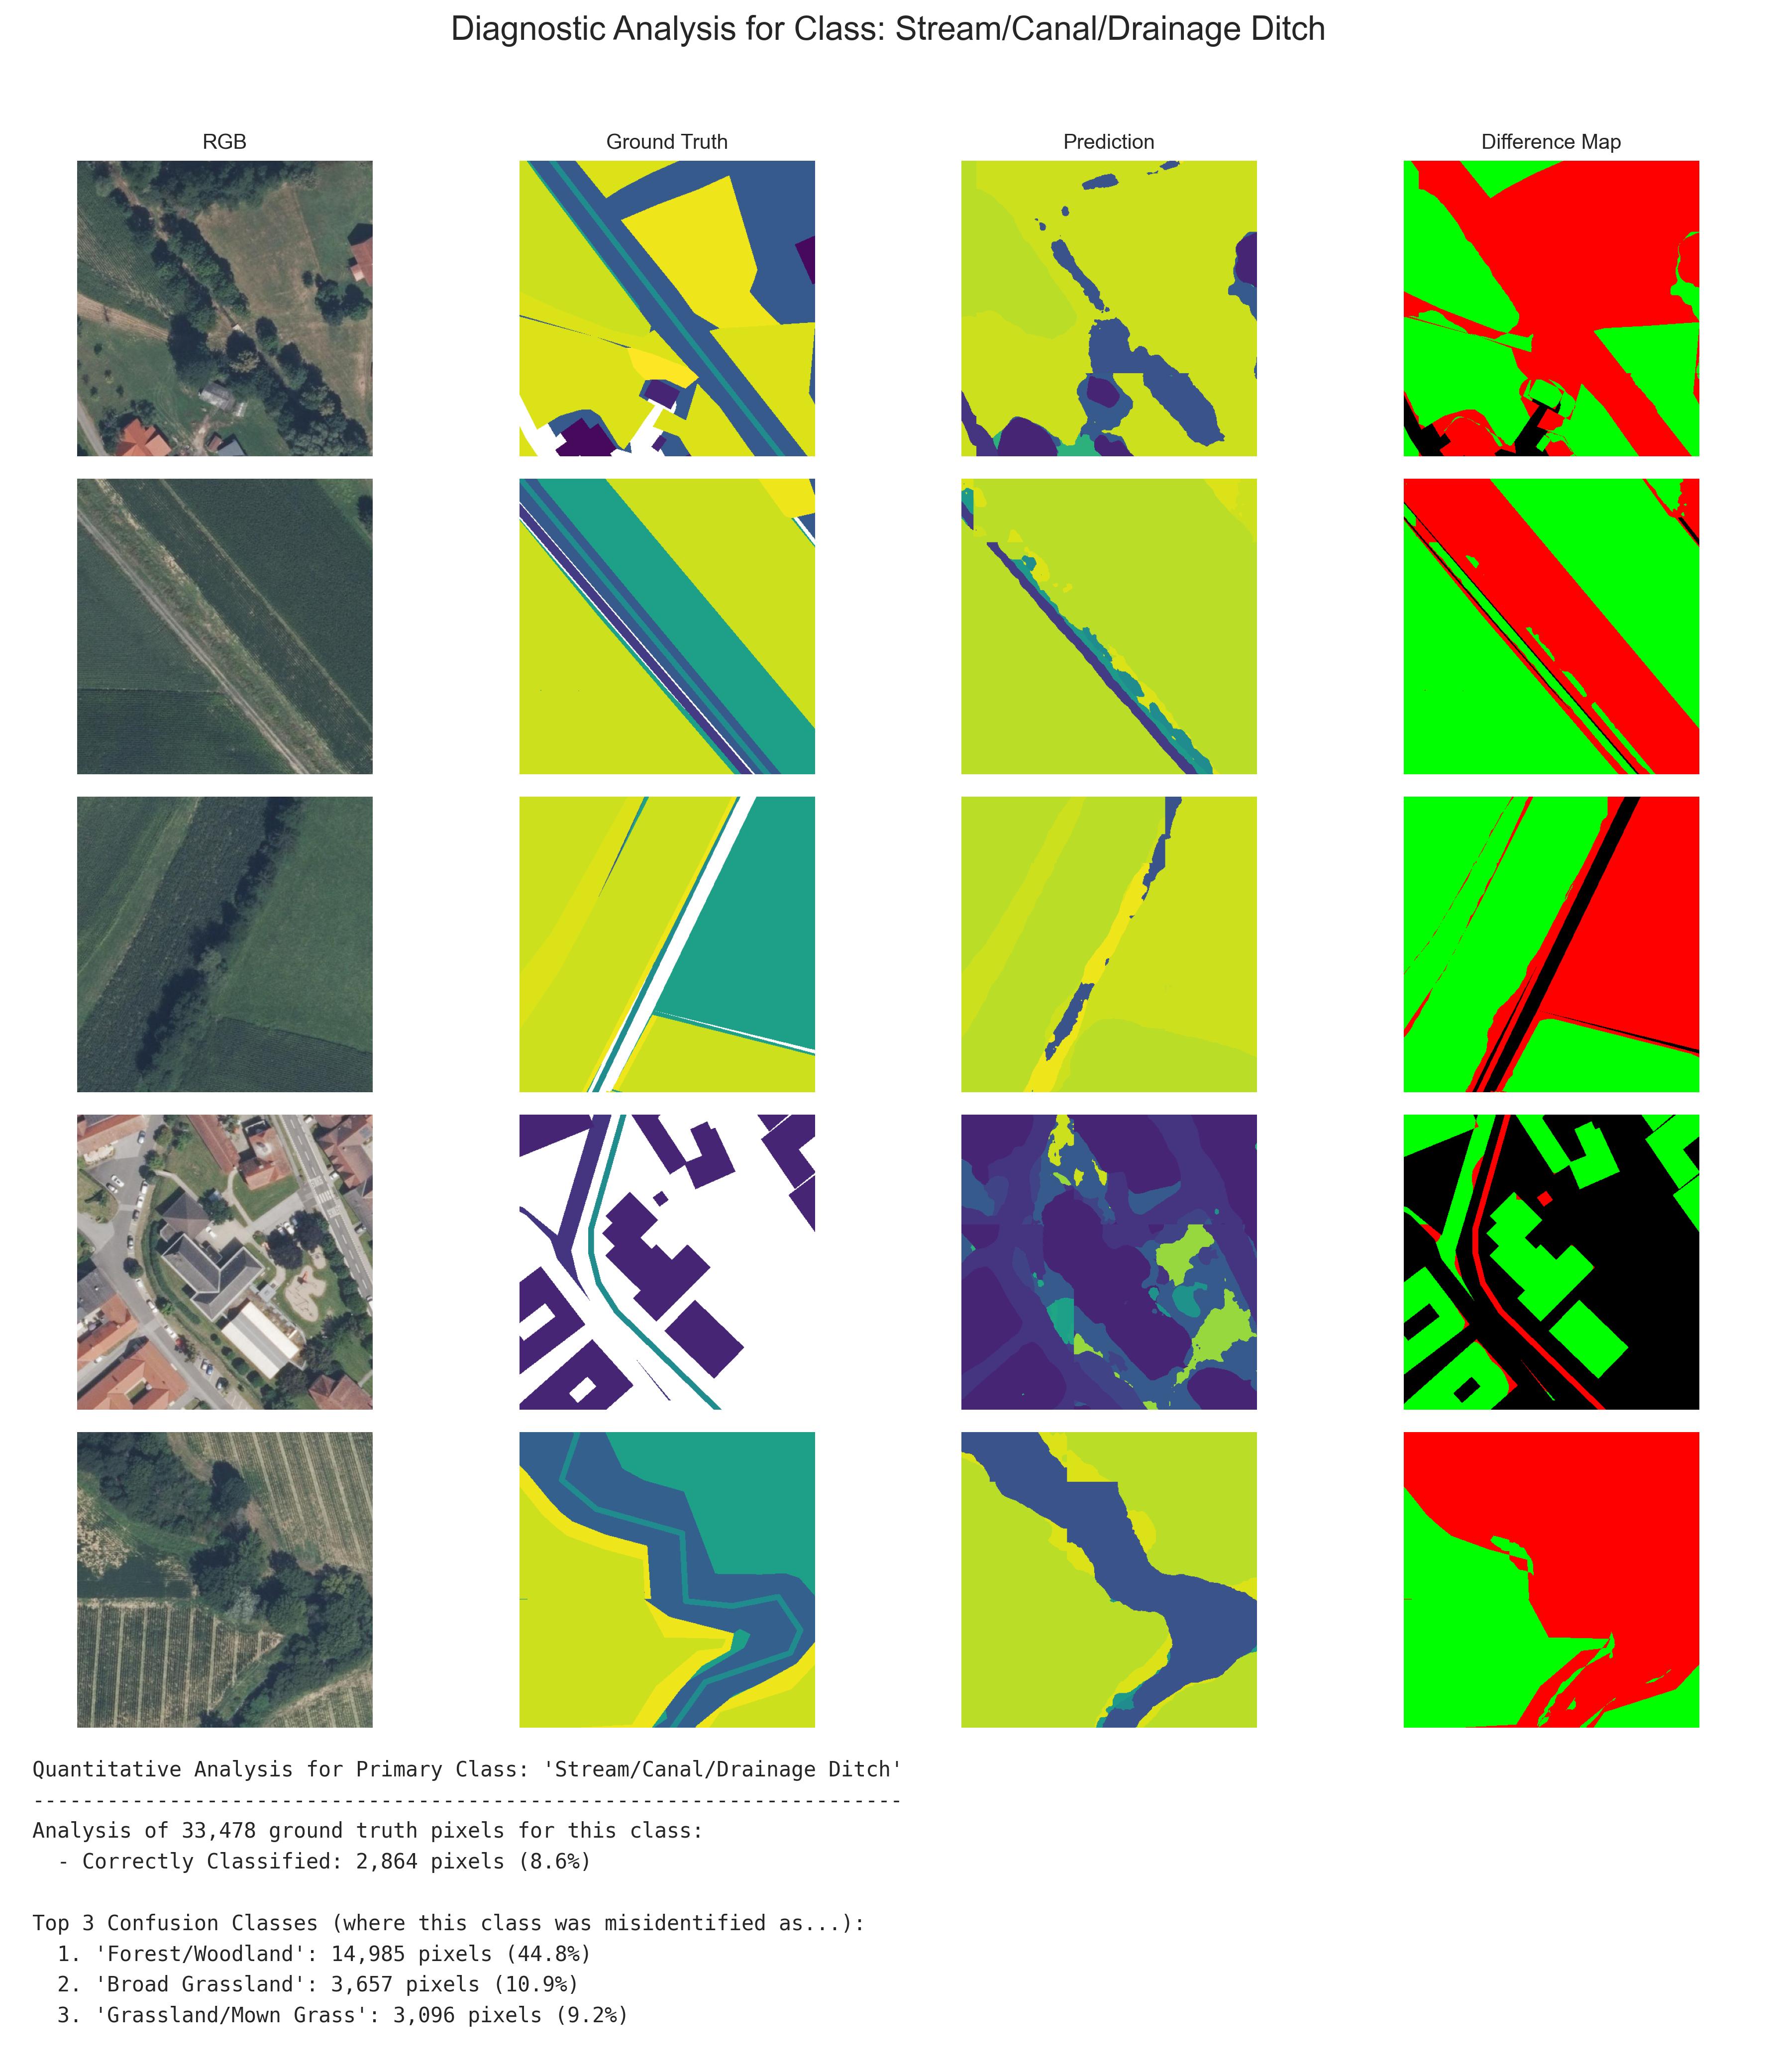 Diagnostic Analysis for Class: Stream/Canal/Drainage Ditch
RGB
Ground Truth
Prediction
Difference Map
Quantitative Analysis for Primary Class: 'Stream/Canal/Drainage Ditch'
----------------------------------------------------------------------
Analysis of 33,478 ground truth pixels for this class:
- Correctly Classified: 2,864 pixels (8.6%)
Top 3 Confusion Classes (where this class was misidentified as...):
1. 'Forest/Woodland': 14,985 pixels (44.8%)
2. 'Broad Grassland': 3,657 pixels (10.9%)
3. 'Grassland/Mown Grass': 3,096 pixels (9.2%)